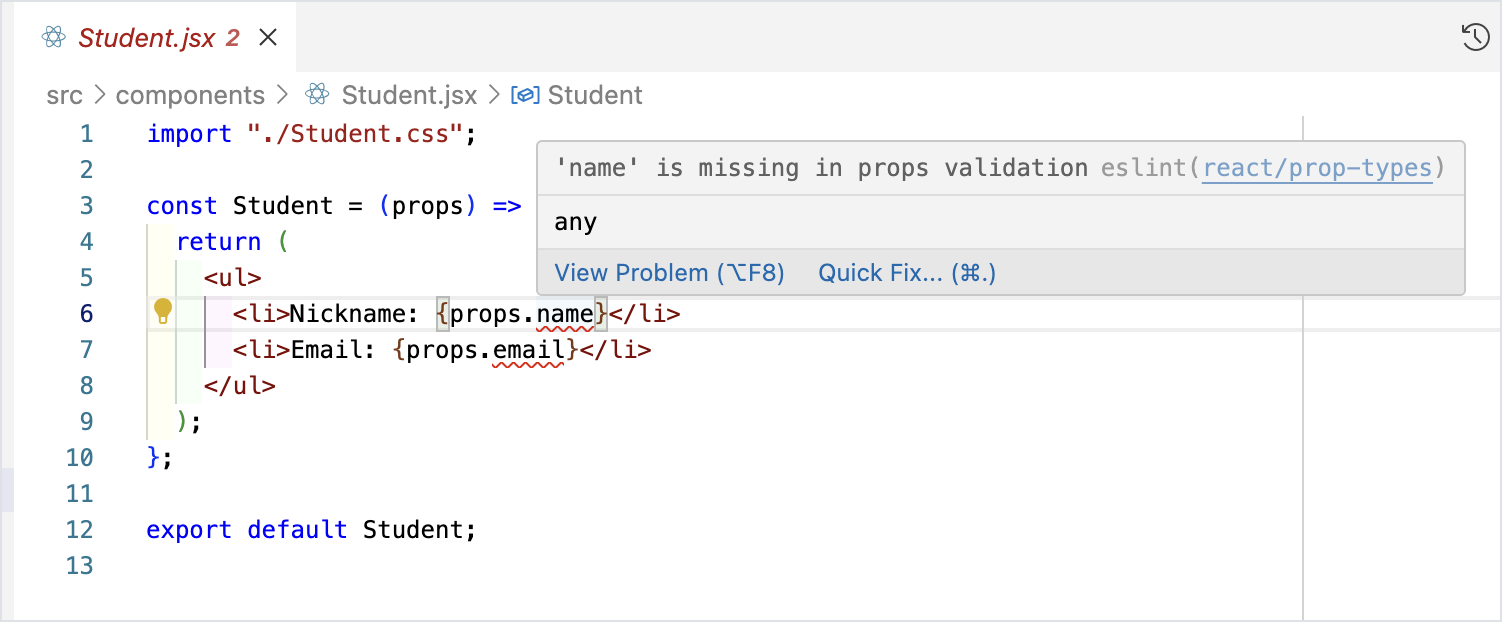 Student.jsx 2
src > components > Student.jsx > Student
1 import "./Student.css";
2
3 const Student = (props) =>
4 return (
5 <ul>
6 <li>Nickname: {props.name}</li>
7 <li>Email: {props.email}</li>
8 </ul>
9 );
10 };
11
12 export default Student;
13
'name' is missing in props validation eslint(react/prop-types)
any
View Problem (⌥F8) Quick Fix... (⌘.)